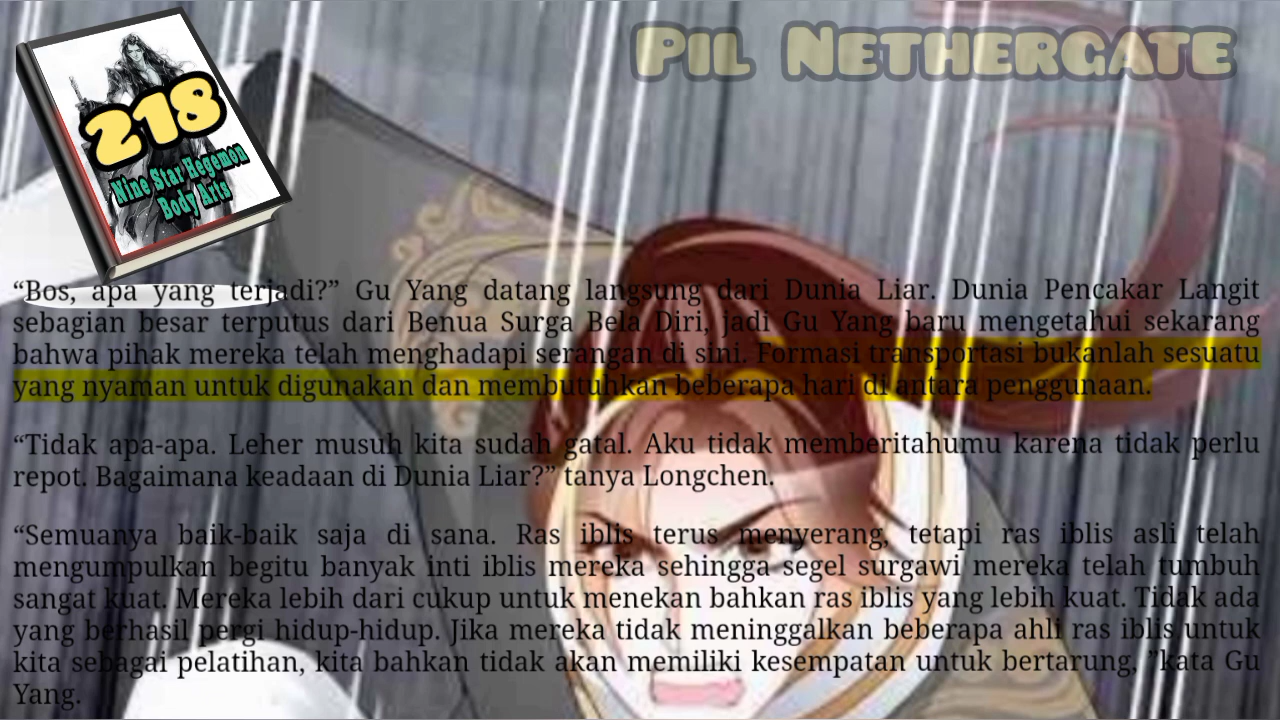 Pil Nethergate
218
Nine Star Hegemon
Body Arts
“Bos, apa yang terjadi?” Gu Yang datang langsung dari Dunia Liar. Dunia Pencakar Langit
sebagian besar terputus dari Benua Surga Bela Diri, jadi Gu Yang baru mengetahui sekarang
bahwa pihak mereka telah menghadapi serangan di sini. Formasi transportasi bukanlah sesuatu
yang nyaman untuk digunakan dan membutuhkan beberapa hari di antara penggunaan.
“Tidak apa-apa. Leher musuh kita sudah gatal. Aku tidak memberitahumu karena tidak perlu
repot. Bagaimana keadaan di Dunia Liar?” tanya Longchen.
“Semuanya baik-baik saja di sana. Ras iblis terus menyerang, tetapi ras iblis asli telah
mengumpulkan begitu banyak inti iblis mereka sehingga segel surgawi mereka telah tumbuh
sangat kuat. Mereka lebih dari cukup untuk menekan bahkan ras iblis yang lebih kuat. Tidak ada
yang berhasil pergi hidup-hidup. Jika mereka tidak meninggalkan beberapa ahli ras iblis untuk
kita sebagai pelatihan, kita bahkan tidak akan memiliki kesempatan untuk bertarung, ”kata Gu
Yang.